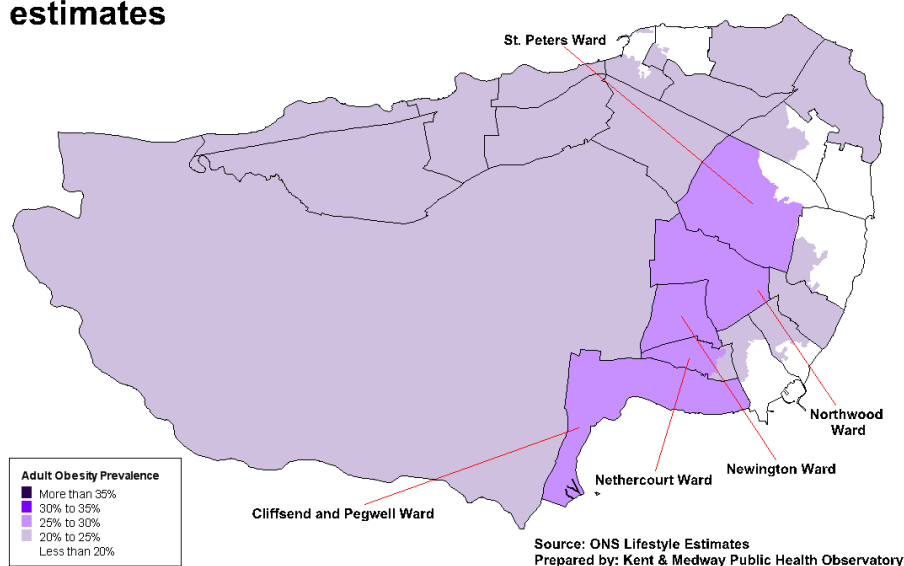 estimates
St. Peters Ward
Northwood
Ward
Newington Ward
Nethercourt Ward
Cliffsend and Pegwell Ward
Adult Obesity Prevalence
More than 35%
30% to 35%
25% to 30%
20% to 25%
Less than 20%
Source: ONS Lifestyle Estimates
Prepared by: Kent & Medway Public Health Observatory